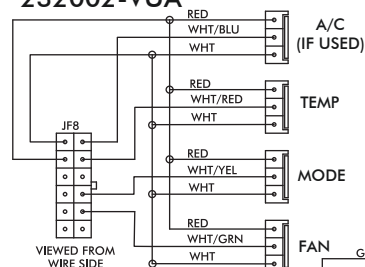 232002-VUA
RED
WHT/BLU
WHT
A/C
(IF USED)
RED
WHT/RED
WHT
TEMP
JF8
RED
WHT/YEL
WHT
MODE
RED
WHT/GRN
WHT
FAN
G
VIEWED FROM
WIRE SIDE